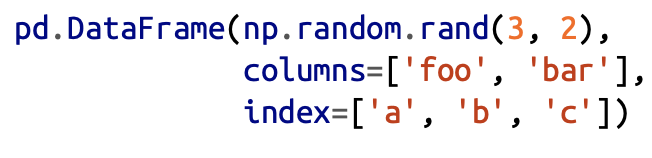 pd.DataFrame(np.random.rand(3, 2),
             columns=['foo', 'bar'],
             index=['a', 'b', 'c'])